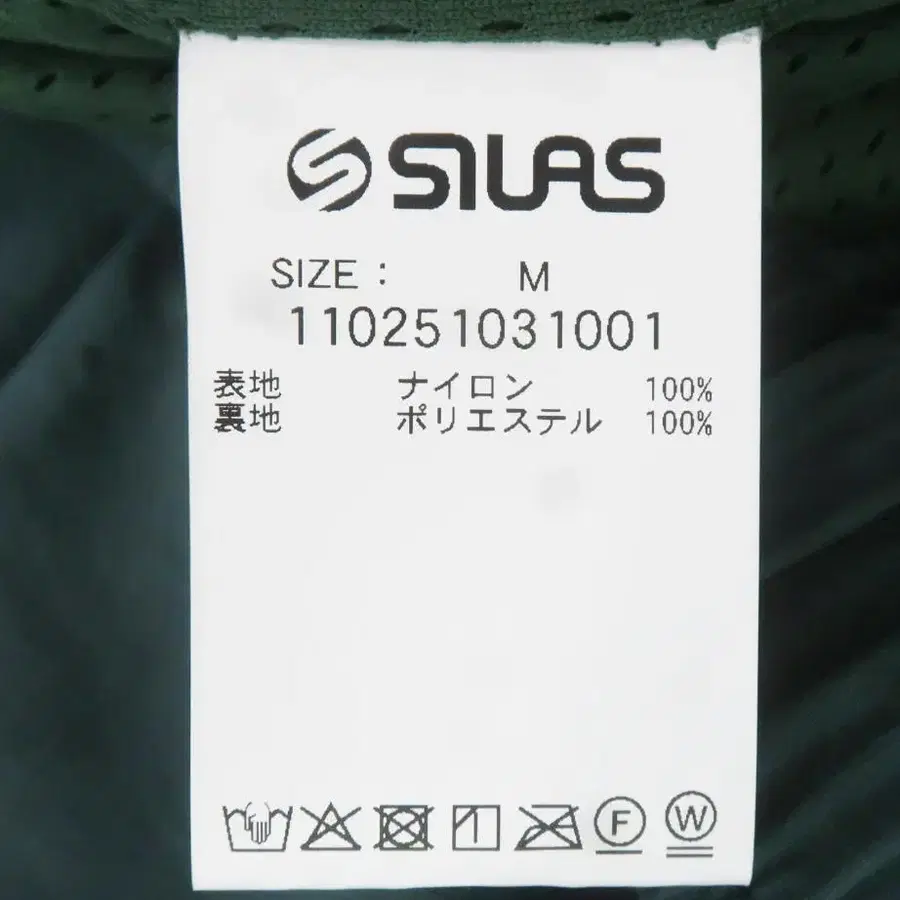 SILAS
SIZE : M
110251031001
表地 ナイロン 100%
裏地 ポリエステル 100%
F W